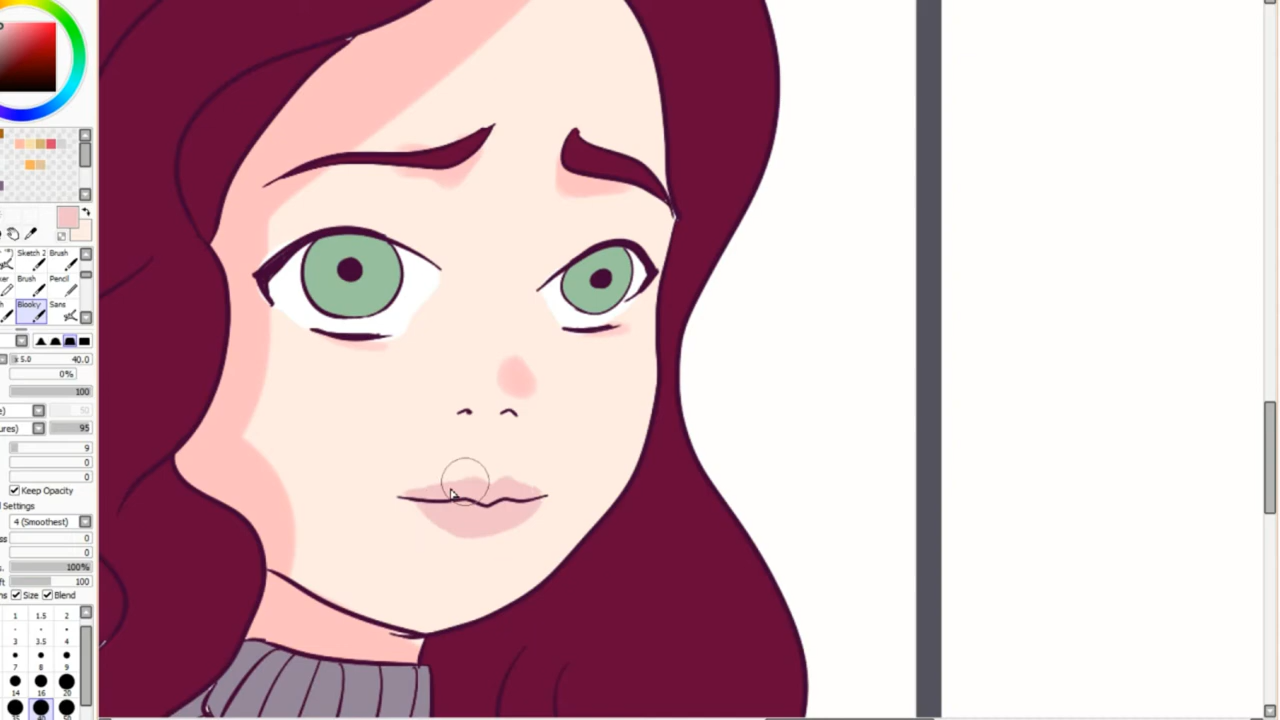 Sketch 2 Brush
ker Brush Pencil
h Blooky Sans
x 5.0 40.0
0%
100
e) 50
ures) 95
9
0
0
Keep Opacity
Settings
4 (Smoothest)
ss 0
0
s. 100%
ft 100
ns Size Blend
1 1.5 2
3 3.5 4
7 8 9
14 16 20